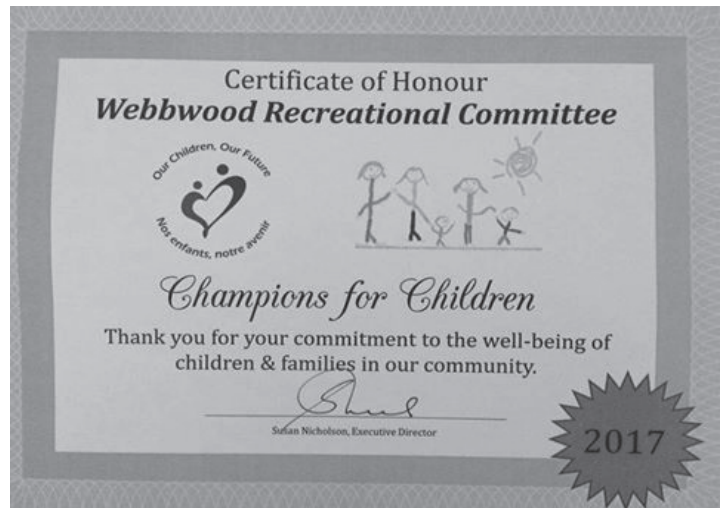 Certificate of Honour
Webbwood Recreational Committee
Our Children, Our Future
Nos enfants, notre avenir
Champions for Children
Thank you for your commitment to the well-being of
children & families in our community.
Susan Nicholson, Executive Director
2017